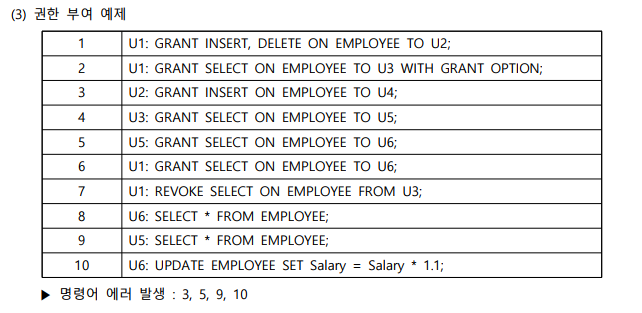 (3) 권한 부여 예제
1 U1: GRANT INSERT, DELETE ON EMPLOYEE TO U2;
2 U1: GRANT SELECT ON EMPLOYEE TO U3 WITH GRANT OPTION;
3 U2: GRANT INSERT ON EMPLOYEE TO U4;
4 U3: GRANT SELECT ON EMPLOYEE TO U5;
5 U5: GRANT SELECT ON EMPLOYEE TO U6;
6 U1: GRANT SELECT ON EMPLOYEE TO U6;
7 U1: REVOKE SELECT ON EMPLOYEE FROM U3;
8 U6: SELECT * FROM EMPLOYEE;
9 U5: SELECT * FROM EMPLOYEE;
10 U6: UPDATE EMPLOYEE SET Salary = Salary * 1.1;
▶ 명령어 에러 발생 : 3, 5, 9, 10